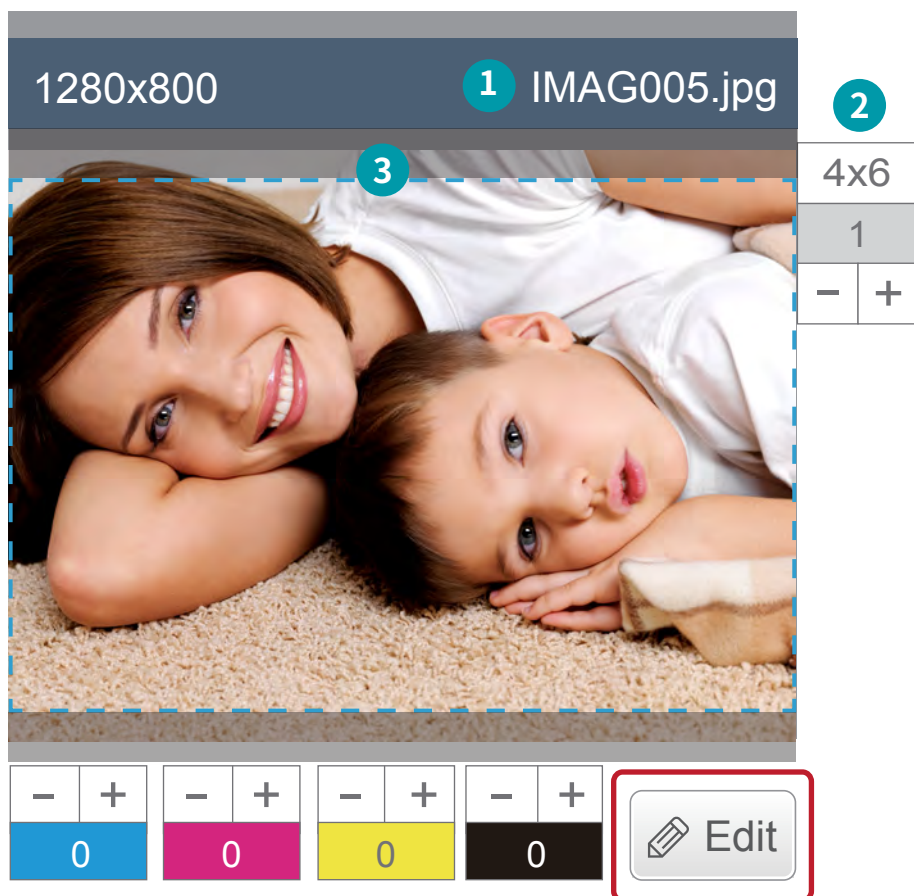 1280x800 1 IMAG005.jpg
2
3
4x6
1
− +
− + − + − + − +
0 0 0 0
Edit